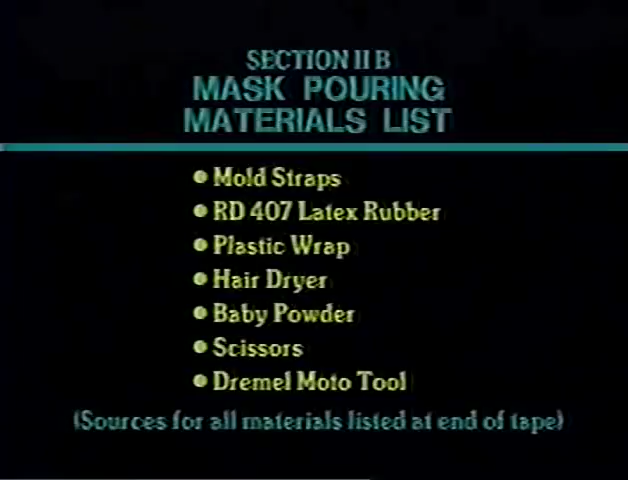 SECTION II B
MASK POURING
MATERIALS LIST
Mold Straps
RD 407 Latex Rubber
Plastic Wrap
Hair Dryer
Baby Powder
Scissors
Dremel Moto Tool
(Sources for all materials listed at end of tape)